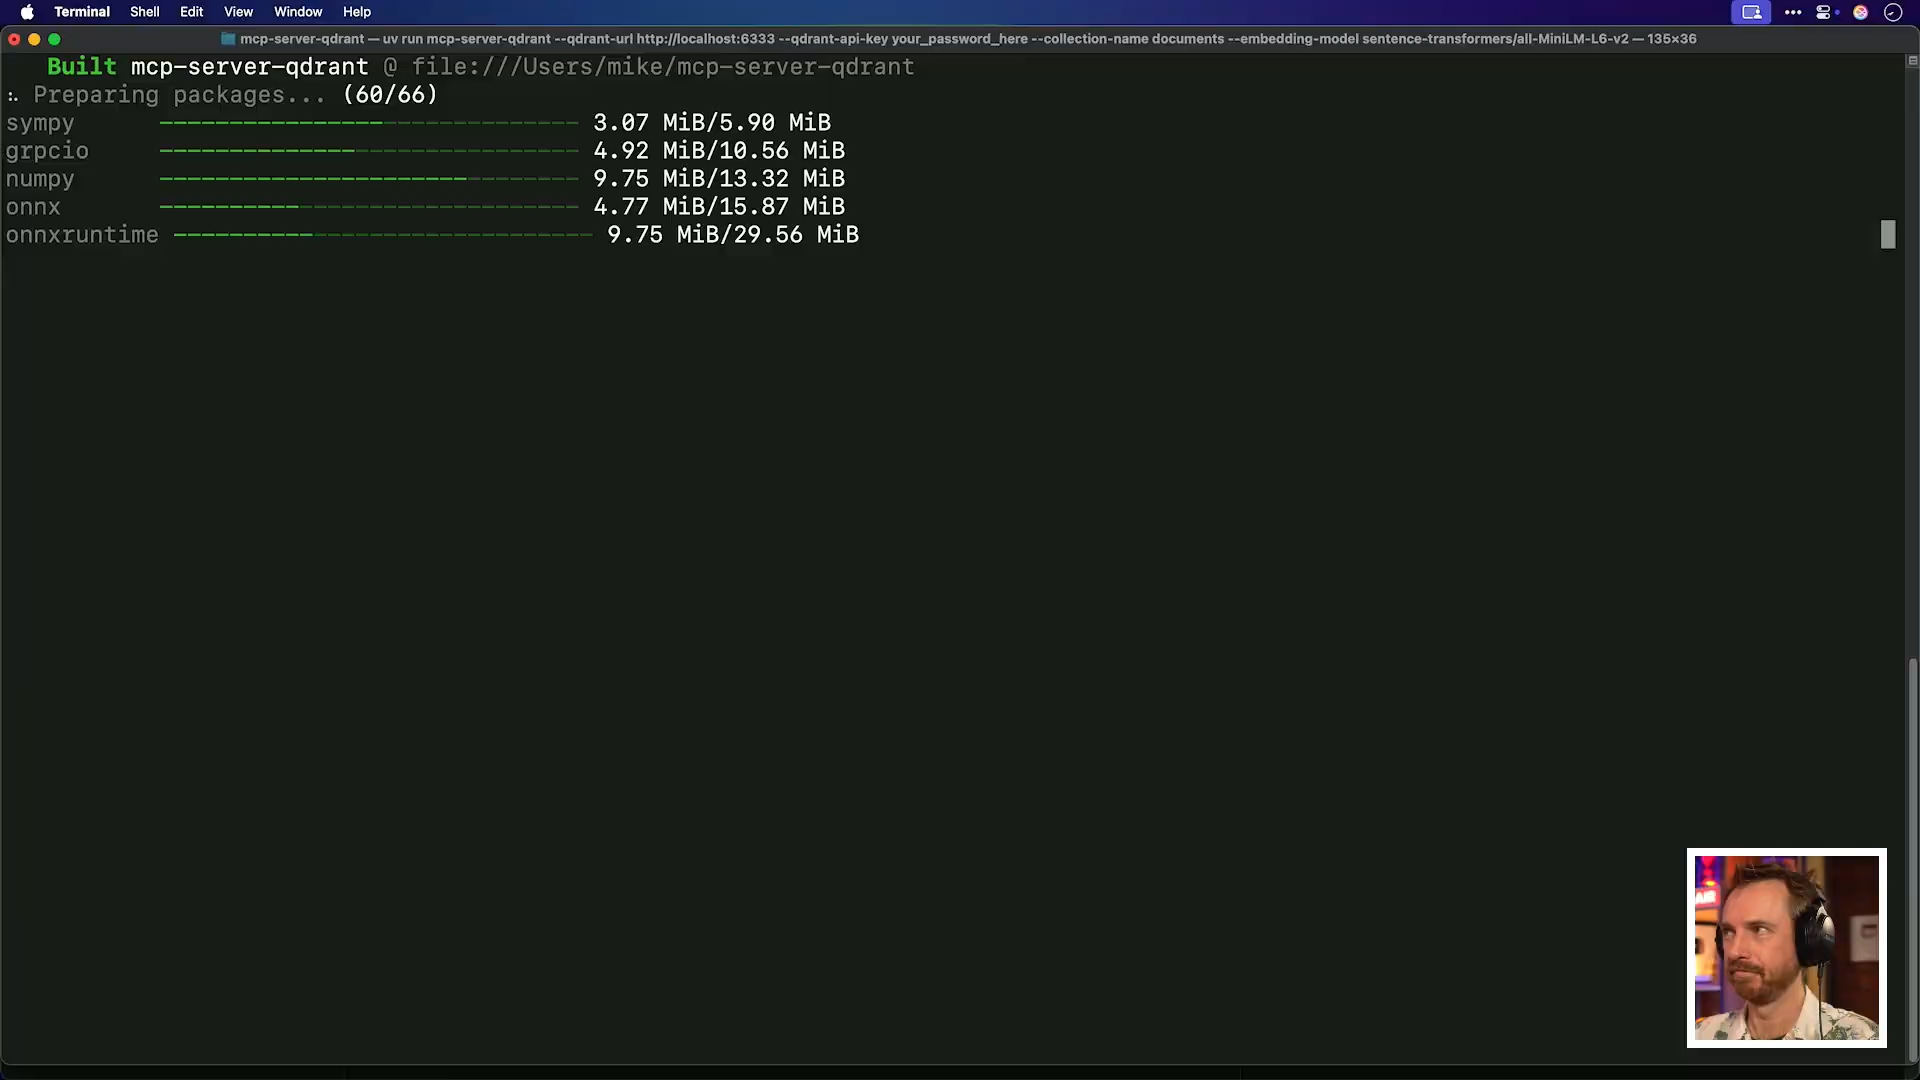 Terminal Shell Edit View Window Help
mcp-server-qdrant — uv run mcp-server-qdrant --qdrant-url http://localhost:6333 --qdrant-api-key your_password_here --collection-name documents --embedding-model sentence-transformers/all-MiniLM-L6-v2 — 135×36
Built mcp-server-qdrant @ file:///Users/mike/mcp-server-qdrant
Preparing packages... (60/66)
sympy 3.07 MiB/5.90 MiB
grpcio 4.92 MiB/10.56 MiB
numpy 9.75 MiB/13.32 MiB
onnx 4.77 MiB/15.87 MiB
onnxruntime 9.75 MiB/29.56 MiB